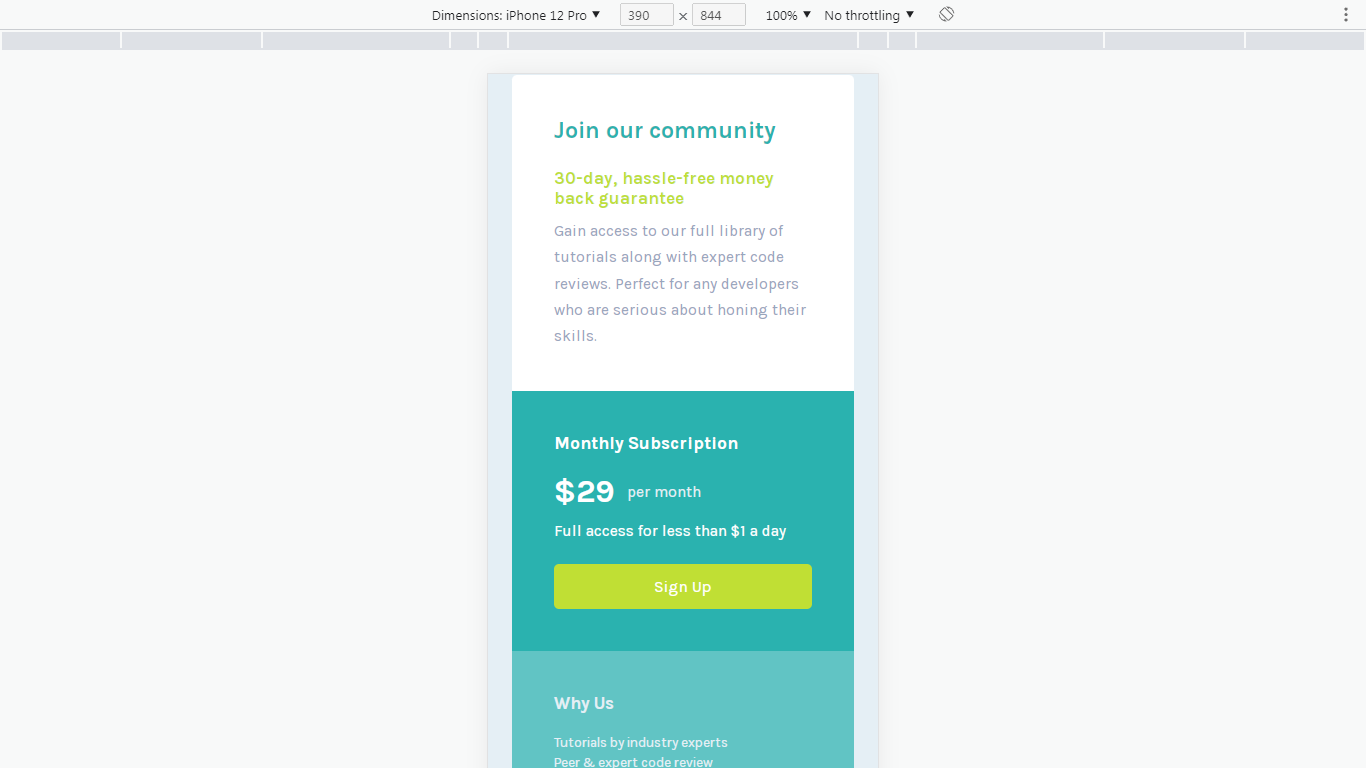 Dimensions: iPhone 12 Pro ▼ 390 × 844 100% ▼ No throttling ▼
Join our community
30-day, hassle-free money
back guarantee
Gain access to our full library of
tutorials along with expert code
reviews. Perfect for any developers
who are serious about honing their
skills.
Monthly Subscription
$29 per month
Full access for less than $1 a day
Sign Up
Why Us
Tutorials by industry experts
Peer & expert code review